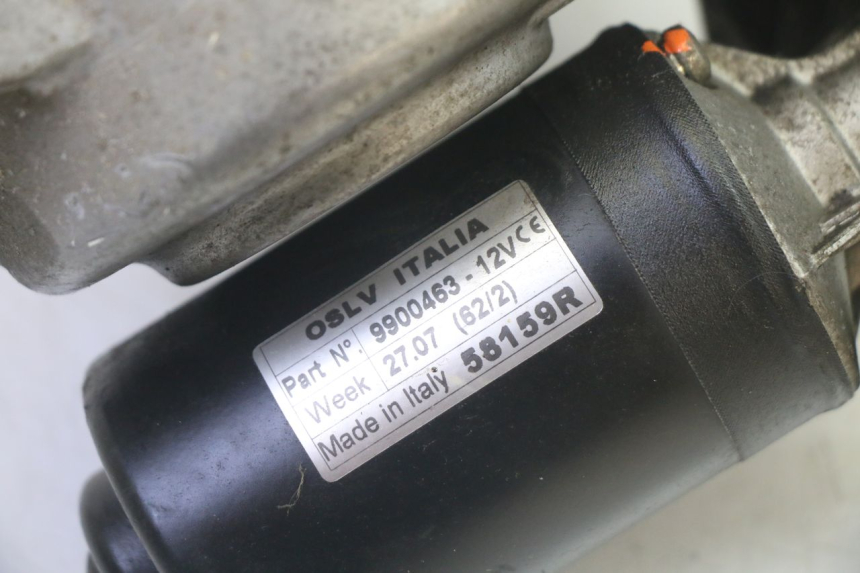 OSLV ITALIA
Part N°. 9900463 - 12V CE
Week 27.07 (62/2)
Made in Italy 58159R